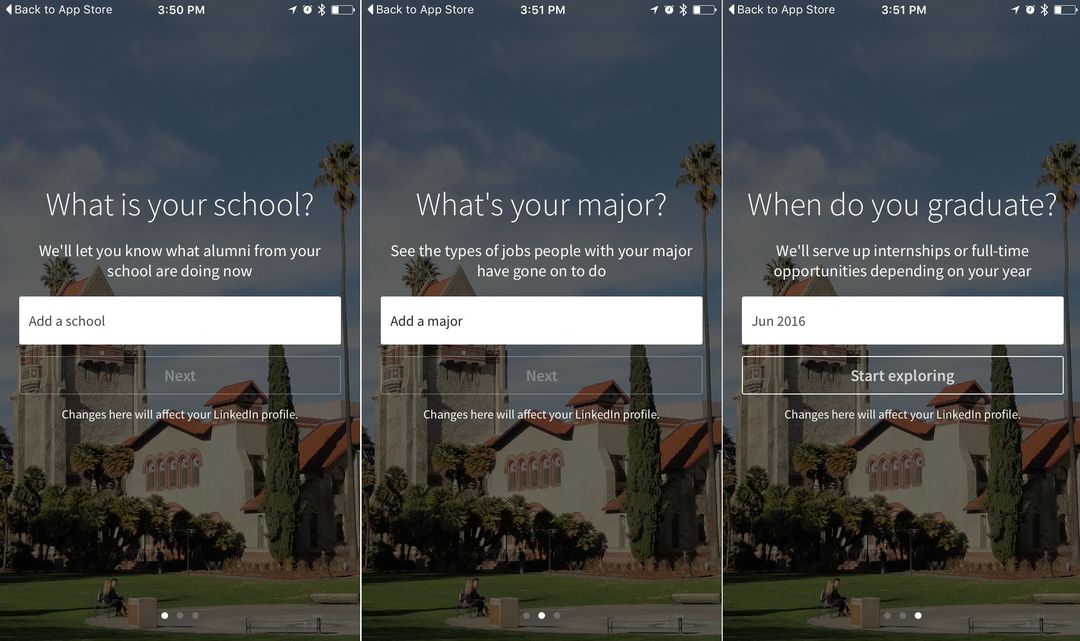 Back to App Store
3:50 PM
What is your school?
We'll let you know what alumni from your
school are doing now
Add a school
Next
Changes here will affect your LinkedIn profile.
Back to App Store
3:51 PM
What's your major?
See the types of jobs people with your major
have gone on to do
Add a major
Next
Changes here will affect your LinkedIn profile.
Back to App Store
3:51 PM
When do you graduate?
We'll serve up internships or full-time
opportunities depending on your year
Jun 2016
Start exploring
Changes here will affect your LinkedIn profile.